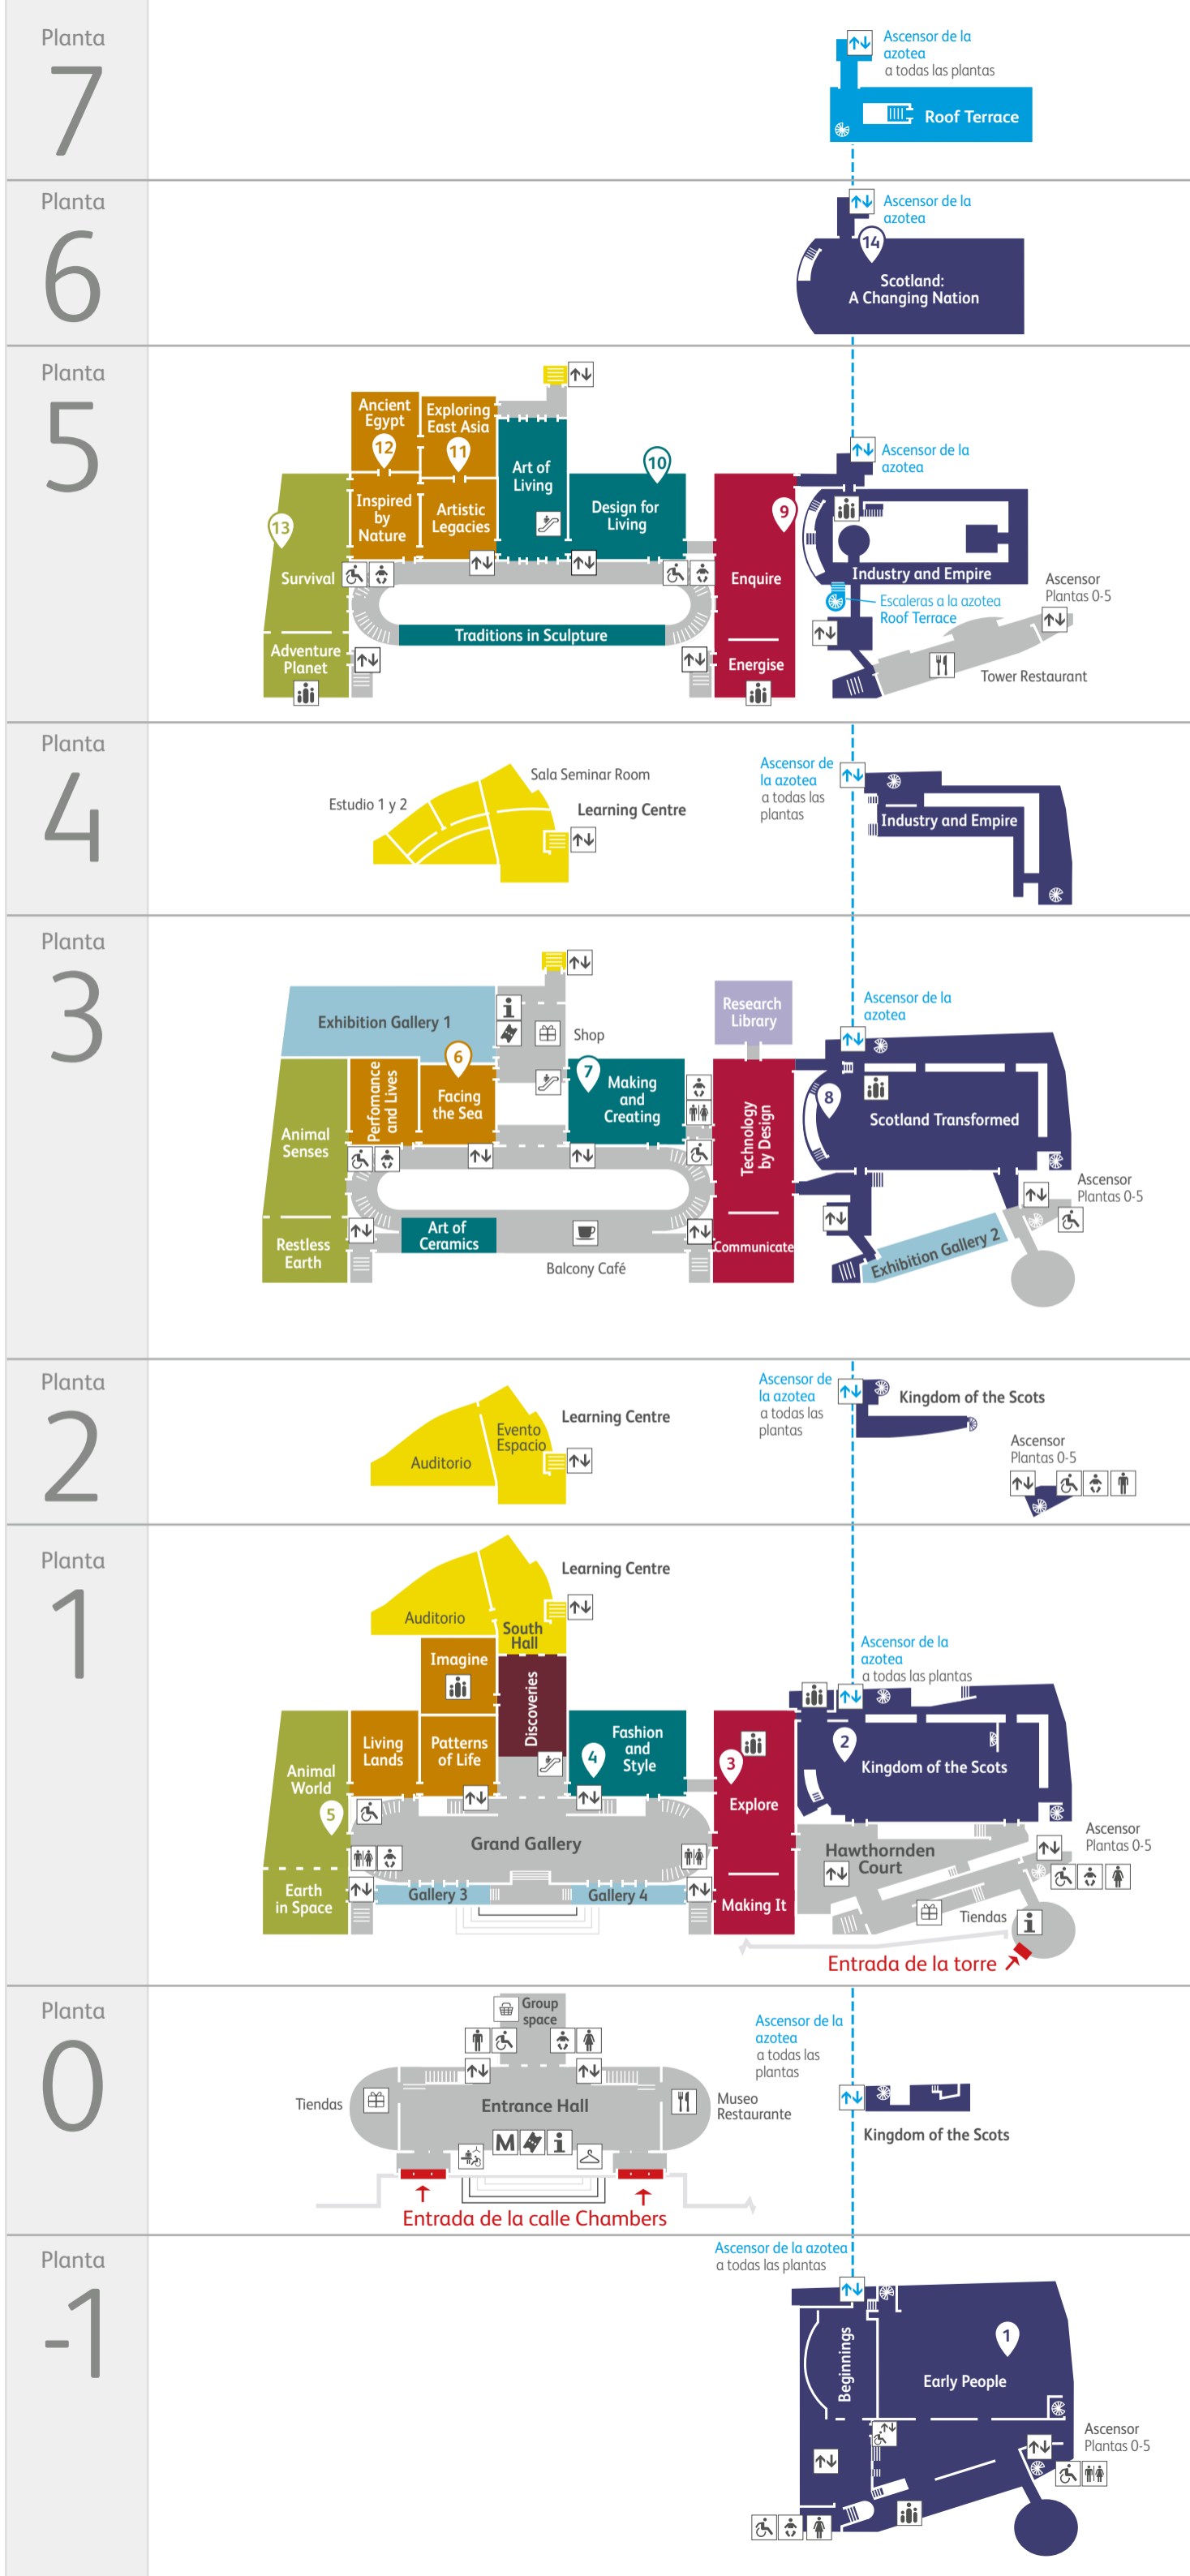 Planta
7
Ascensor de la
azotea
a todas las plantas
Roof Terrace
Planta
6
Ascensor de la
azotea
14
Scotland:
A Changing Nation
Planta
5
Ancient
Egypt
12
Exploring
East Asia
11
Art of
Living
10
Design for
Living
Inspired
by
Nature
Artistic
Legacies
13
Survival
Adventure
Planet
Traditions in Sculpture
9
Enquire
Energise
Ascensor de la
azotea
Industry and Empire
Escaleras a la azotea
Roof Terrace
Ascensor
Plantas 0-5
Tower Restaurant
Planta
4
Sala Seminar Room
Estudio 1 y 2
Learning Centre
Ascensor de
la azotea
a todas las
plantas
Industry and Empire
Planta
3
Exhibition Gallery 1
Shop
Research
Library
Ascensor de la
azotea
Perfomance
and Lives
6
Facing
the Sea
7
Making
and
Creating
Animal
Senses
Restless
Earth
Art of
Ceramics
Balcony Café
Technology
by Design
Communicate
8
Scotland Transformed
Ascensor
Plantas 0-5
Exhibition Gallery 2
Planta
2
Auditorio
Evento
Espacio
Learning Centre
Ascensor de
la azotea
a todas las
plantas
Kingdom of the Scots
Ascensor
Plantas 0-5
Planta
1
Learning Centre
Auditorio
South
Hall
Imagine
Discoveries
Living
Lands
Patterns
of Life
4
Fashion
and
Style
Animal
World
5
Earth
in Space
Grand Gallery
Gallery 3
Gallery 4
3
Explore
Making It
Ascensor de la
azotea
a todas las plantas
2
Kingdom of the Scots
Hawthornden
Court
Ascensor
Plantas 0-5
Tiendas
Entrada de la torre
Planta
0
Group
space
Tiendas
Entrance Hall
Museo
Restaurante
M
Entrada de la calle Chambers
Ascensor de la
azotea
a todas las
plantas
Kingdom of the Scots
Planta
-1
Ascensor de la azotea
a todas las plantas
Beginnings
1
Early People
Ascensor
Plantas 0-5